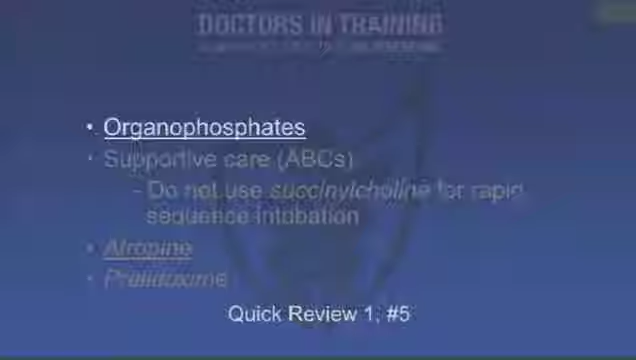 DOCTORS IN TRAINING
• Organophosphates
• Supportive care (ABCs)
- Do not use succinylcholine for rapid
sequence intubation
• Atropine
• Pralidoxime
Quick Review 1, #5